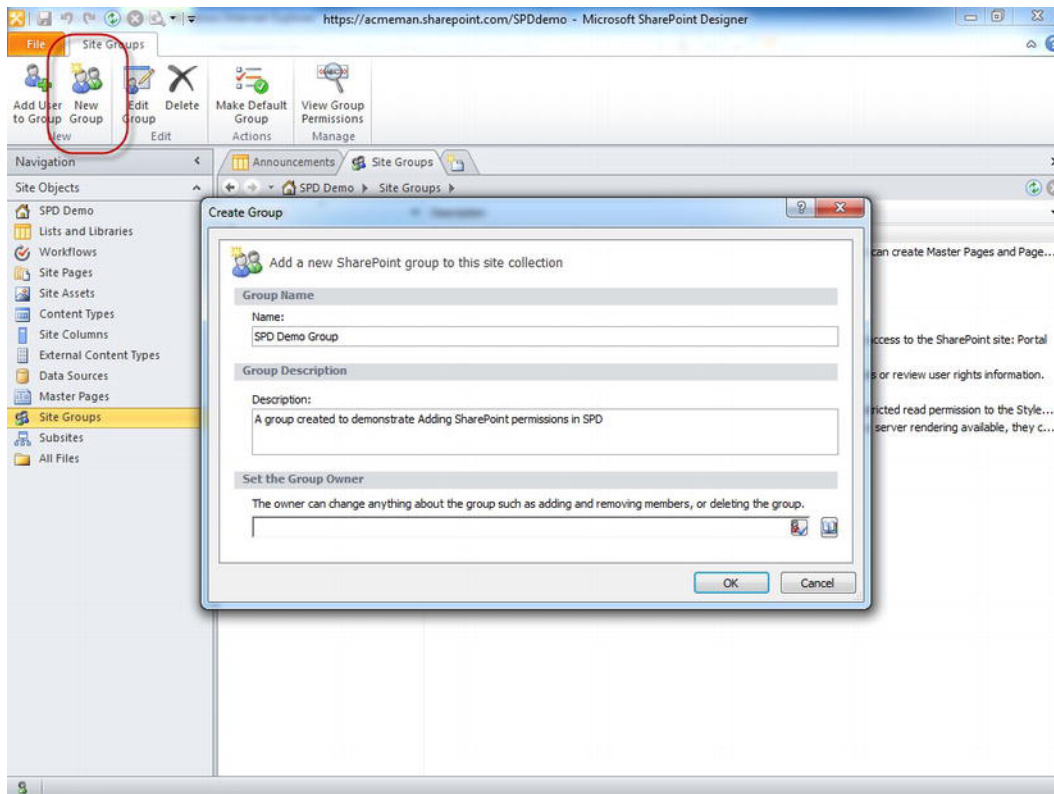 https://acmeman.sharepoint.com/SPDdemo - Microsoft SharePoint Designer
File
Site Groups
Add User to Group
New Group
Edit Group
Delete
Make Default Group
View Group Permissions
New
Edit
Actions
Manage
Navigation
Announcements
Site Groups
Site Objects
SPD Demo
Site Groups
SPD Demo
Lists and Libraries
Workflows
Site Pages
Site Assets
Content Types
Site Columns
External Content Types
Data Sources
Master Pages
Site Groups
Subsites
All Files
Create Group
Add a new SharePoint group to this site collection
Group Name
Name:
SPD Demo Group
Group Description
Description:
A group created to demonstrate Adding SharePoint permissions in SPD
Set the Group Owner
The owner can change anything about the group such as adding and removing members, or deleting the group.
OK
Cancel
can create Master Pages and Page...
access to the SharePoint site: Portal
s or review user rights information.
ricted read permission to the Style...
server rendering available, they c...